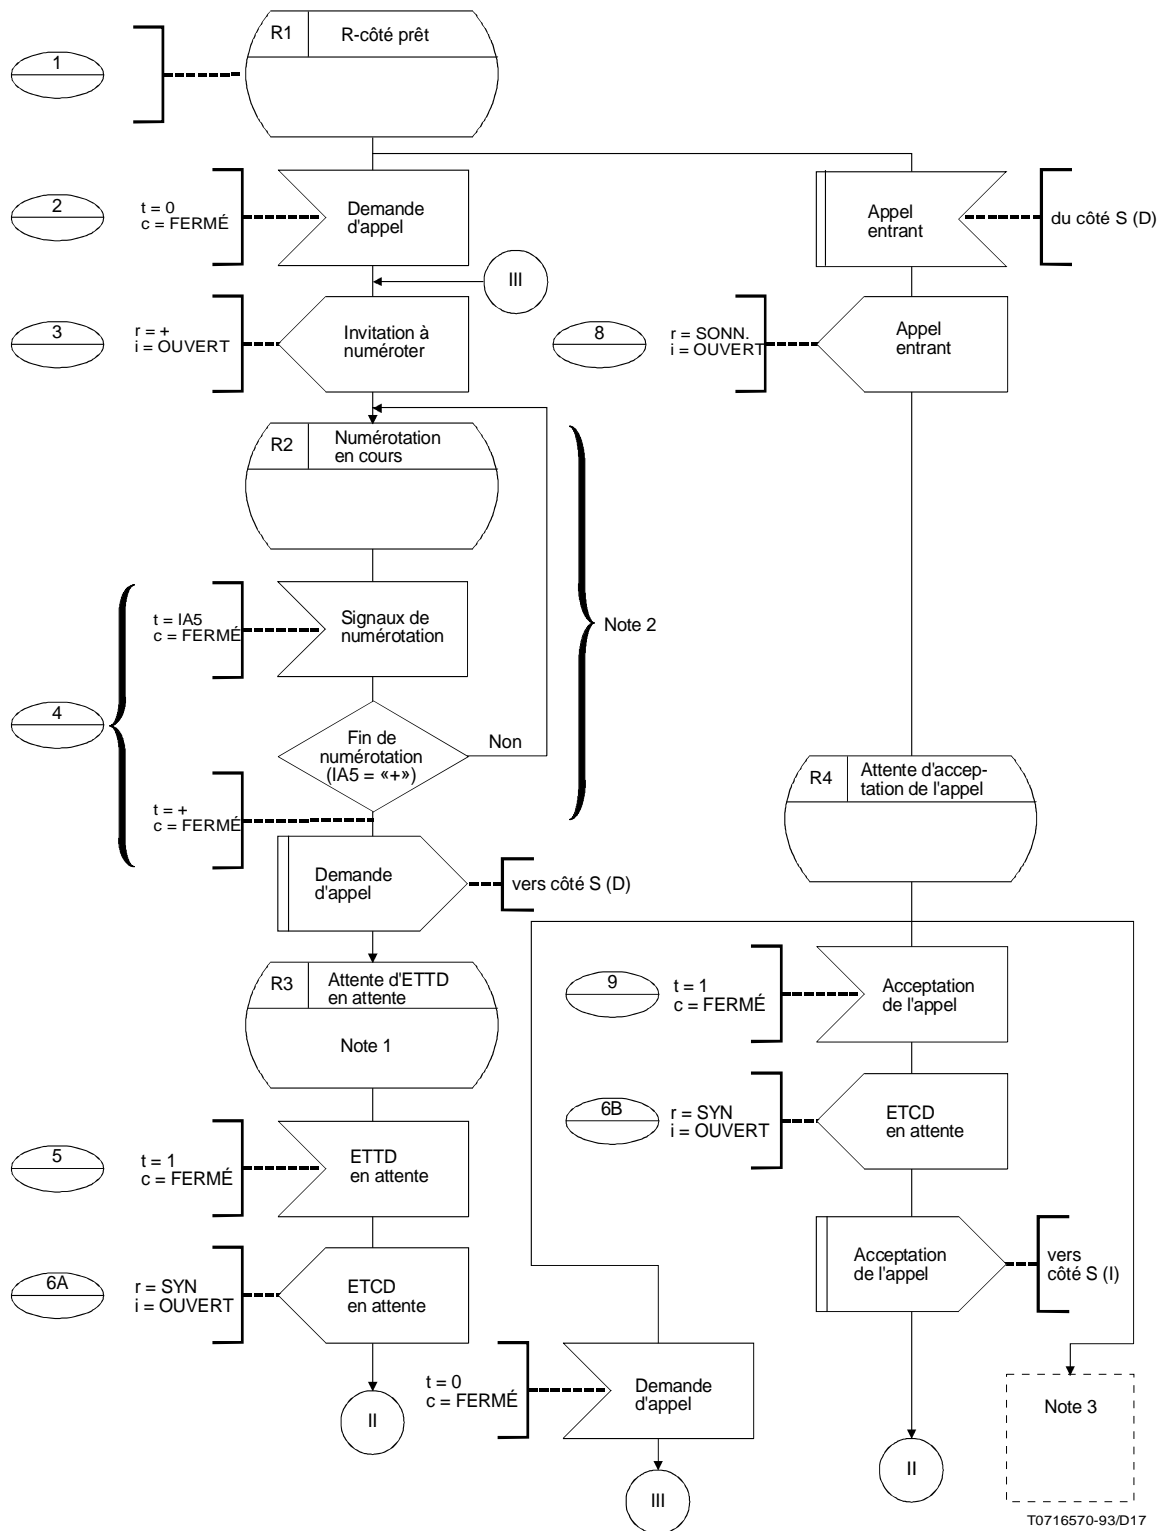 R1
R-côté prêt
1
2
t = 0
c = FERMÉ
Demande
d'appel
Appel
entrant
du côté S (D)
III
3
r = +
i = OUVERT
Invitation à
numéroter
8
r = SONN.
i = OUVERT
Appel
entrant
R2
Numérotation
en cours
t = IA5
c = FERMÉ
Signaux de
numérotation
Note 2
4
Fin de
numérotation
(IA5 = «+»)
Non
t = +
c = FERMÉ
R4
Attente d'accep-
tation de l'appel
Demande
d'appel
vers côté S (D)
R3
Attente d'ETTD
en attente
Note 1
9
t = 1
c = FERMÉ
Acceptation
de l'appel
6B
r = SYN
i = OUVERT
ETCD
en attente
5
t = 1
c = FERMÉ
ETTD
en attente
Acceptation
de l'appel
vers
côté S (I)
6A
r = SYN
i = OUVERT
ETCD
en attente
t = 0
c = FERMÉ
Demande
d'appel
Note 3
II
II
III
T0716570-93/D17